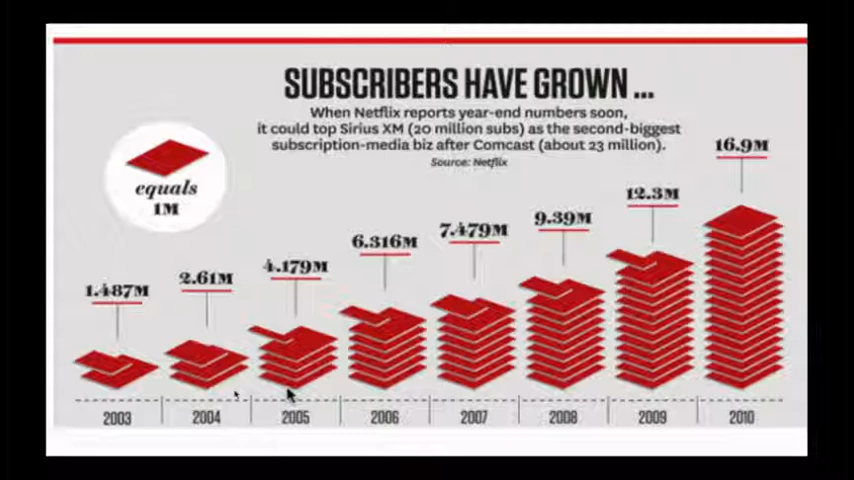 SUBSCRIBERS HAVE GROWN ...
When Netflix reports year-end numbers soon,
it could top Sirius XM (20 million subs) as the second-biggest
subscription-media biz after Comcast (about 23 million).
Source: Netflix
equals
1M
1.487M
2.61M
4.179M
6.316M
7.479M
9.39M
12.3M
16.9M
2003 2004 2005 2006 2007 2008 2009 2010